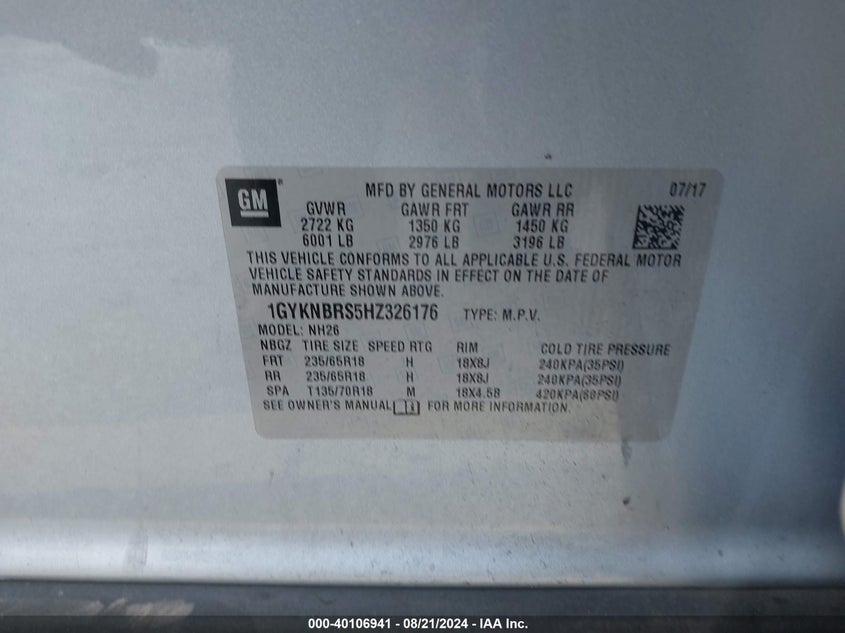 GM®
MFD BY GENERAL MOTORS LLC 07/17
GVWR GAWR FRT GAWR RR
2722 KG 1350 KG 1450 KG
6001 LB 2976 LB 3196 LB
THIS VEHICLE CONFORMS TO ALL APPLICABLE U.S. FEDERAL MOTOR
VEHICLE SAFETY STANDARDS IN EFFECT ON THE DATE OF
MANUFACTURE SHOWN ABOVE.
1GYKNBRS5HZ326176 TYPE: M.P.V.
MODEL: NH26
NBGZ TIRE SIZE SPEED RTG RIM COLD TIRE PRESSURE
FRT 235/65R18 H 18X8J 240KPA(35PSI)
RR 235/65R18 H 18X8J 240KPA(35PSI)
SPA T135/70R18 M 18X4.5B 420KPA(60PSI)
SEE OWNER'S MANUAL FOR MORE INFORMATION.
000-40106941 - 08/21/2024 - IAA Inc.